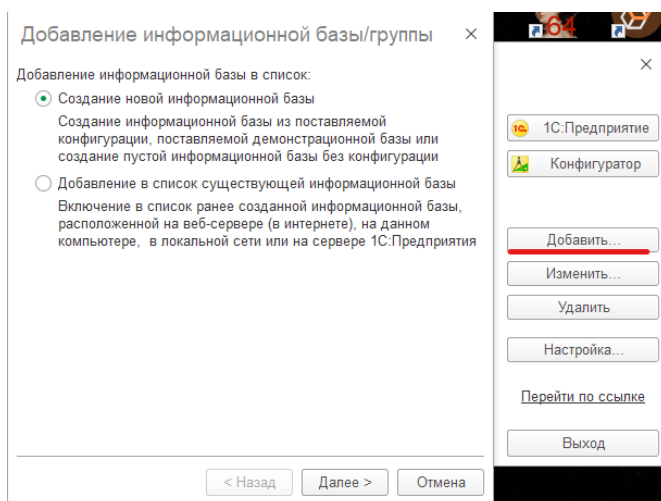 Добавление информационной базы/группы
Добавление информационной базы в список:
Создание новой информационной базы
Создание информационной базы из поставляемой
конфигурации, поставляемой демонстрационной базы или
создание пустой информационной базы без конфигурации
Добавление в список существующей информационной базы
Включение в список ранее созданной информационной базы,
расположенной на веб-сервере (в интернете), на данном
компьютере, в локальной сети или на сервере 1С:Предприятия
< Назад
Далее >
Отмена
64
1С:Предприятие
Конфигуратор
Добавить...
Изменить...
Удалить
Настройка...
Перейти по ссылке
Выход